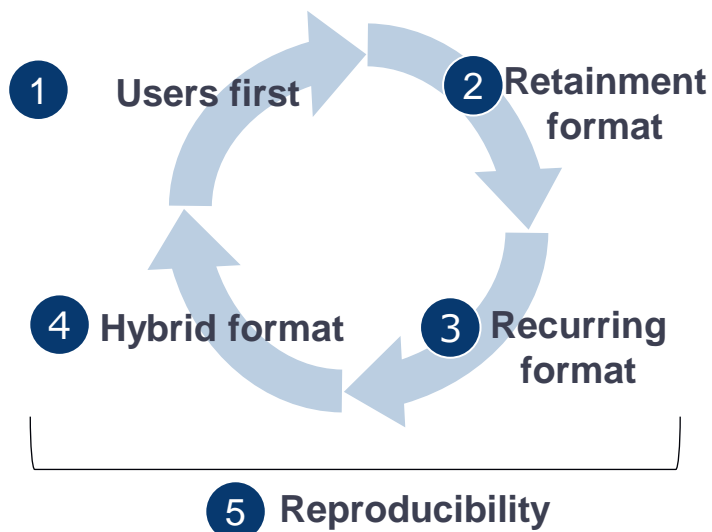 1 Users first
2 Retainment
format
3 Recurring
format
4 Hybrid format
5 Reproducibility